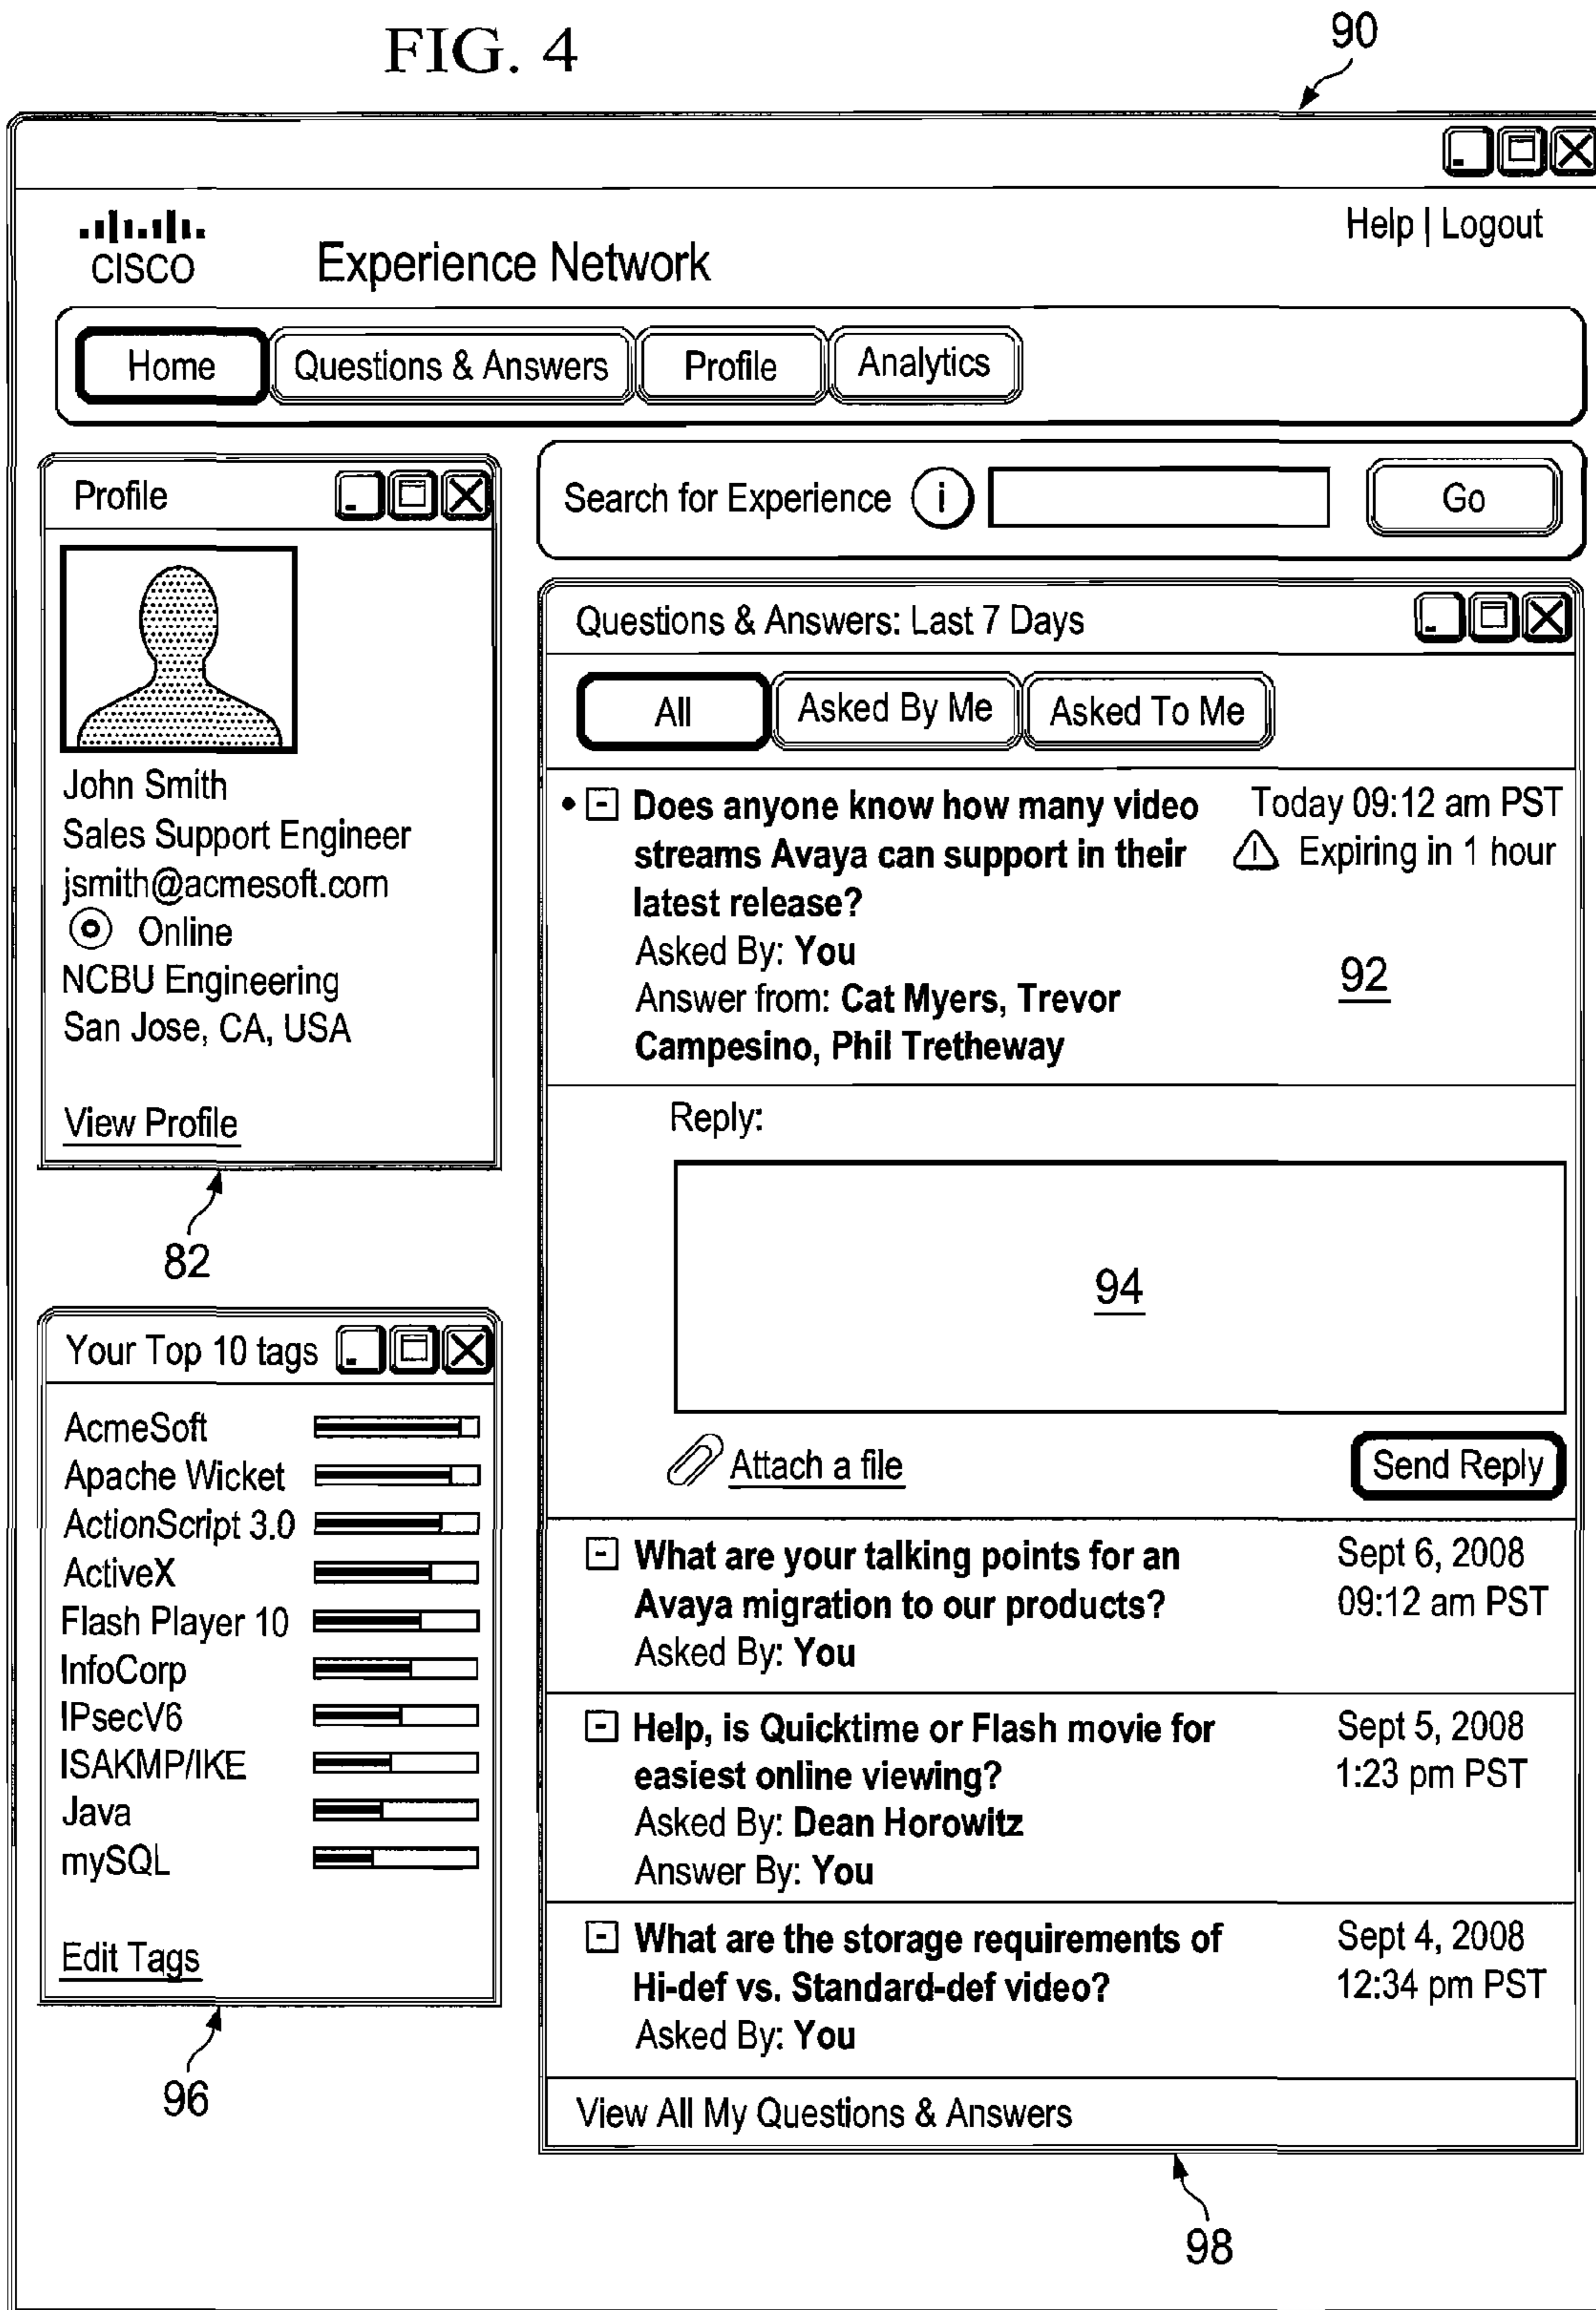 FIG. 4
90
Help | Logout
CISCO
Experience Network
Home
Questions & Answers
Profile
Analytics
Profile
John Smith
Sales Support Engineer
jsmith@acmesoft.com
Online
NCBU Engineering
San Jose, CA, USA
View Profile
82
Your Top 10 tags
AcmeSoft
Apache Wicket
ActionScript 3.0
ActiveX
Flash Player 10
InfoCorp
IPsecV6
ISAKMP/IKE
Java
mySQL
Edit Tags
96
Search for Experience i
Go
Questions & Answers: Last 7 Days
All
Asked By Me
Asked To Me
Does anyone know how many video
streams Avaya can support in their
latest release?
Asked By: You
Answer from: Cat Myers, Trevor
Campesino, Phil Tretheway
Today 09:12 am PST
Expiring in 1 hour
92
Reply:
94
Attach a file
Send Reply
What are your talking points for an
Avaya migration to our products?
Asked By: You
Sept 6, 2008
09:12 am PST
Help, is Quicktime or Flash movie for
easiest online viewing?
Asked By: Dean Horowitz
Answer By: You
Sept 5, 2008
1:23 pm PST
What are the storage requirements of
Hi-def vs. Standard-def video?
Asked By: You
Sept 4, 2008
12:34 pm PST
View All My Questions & Answers
98